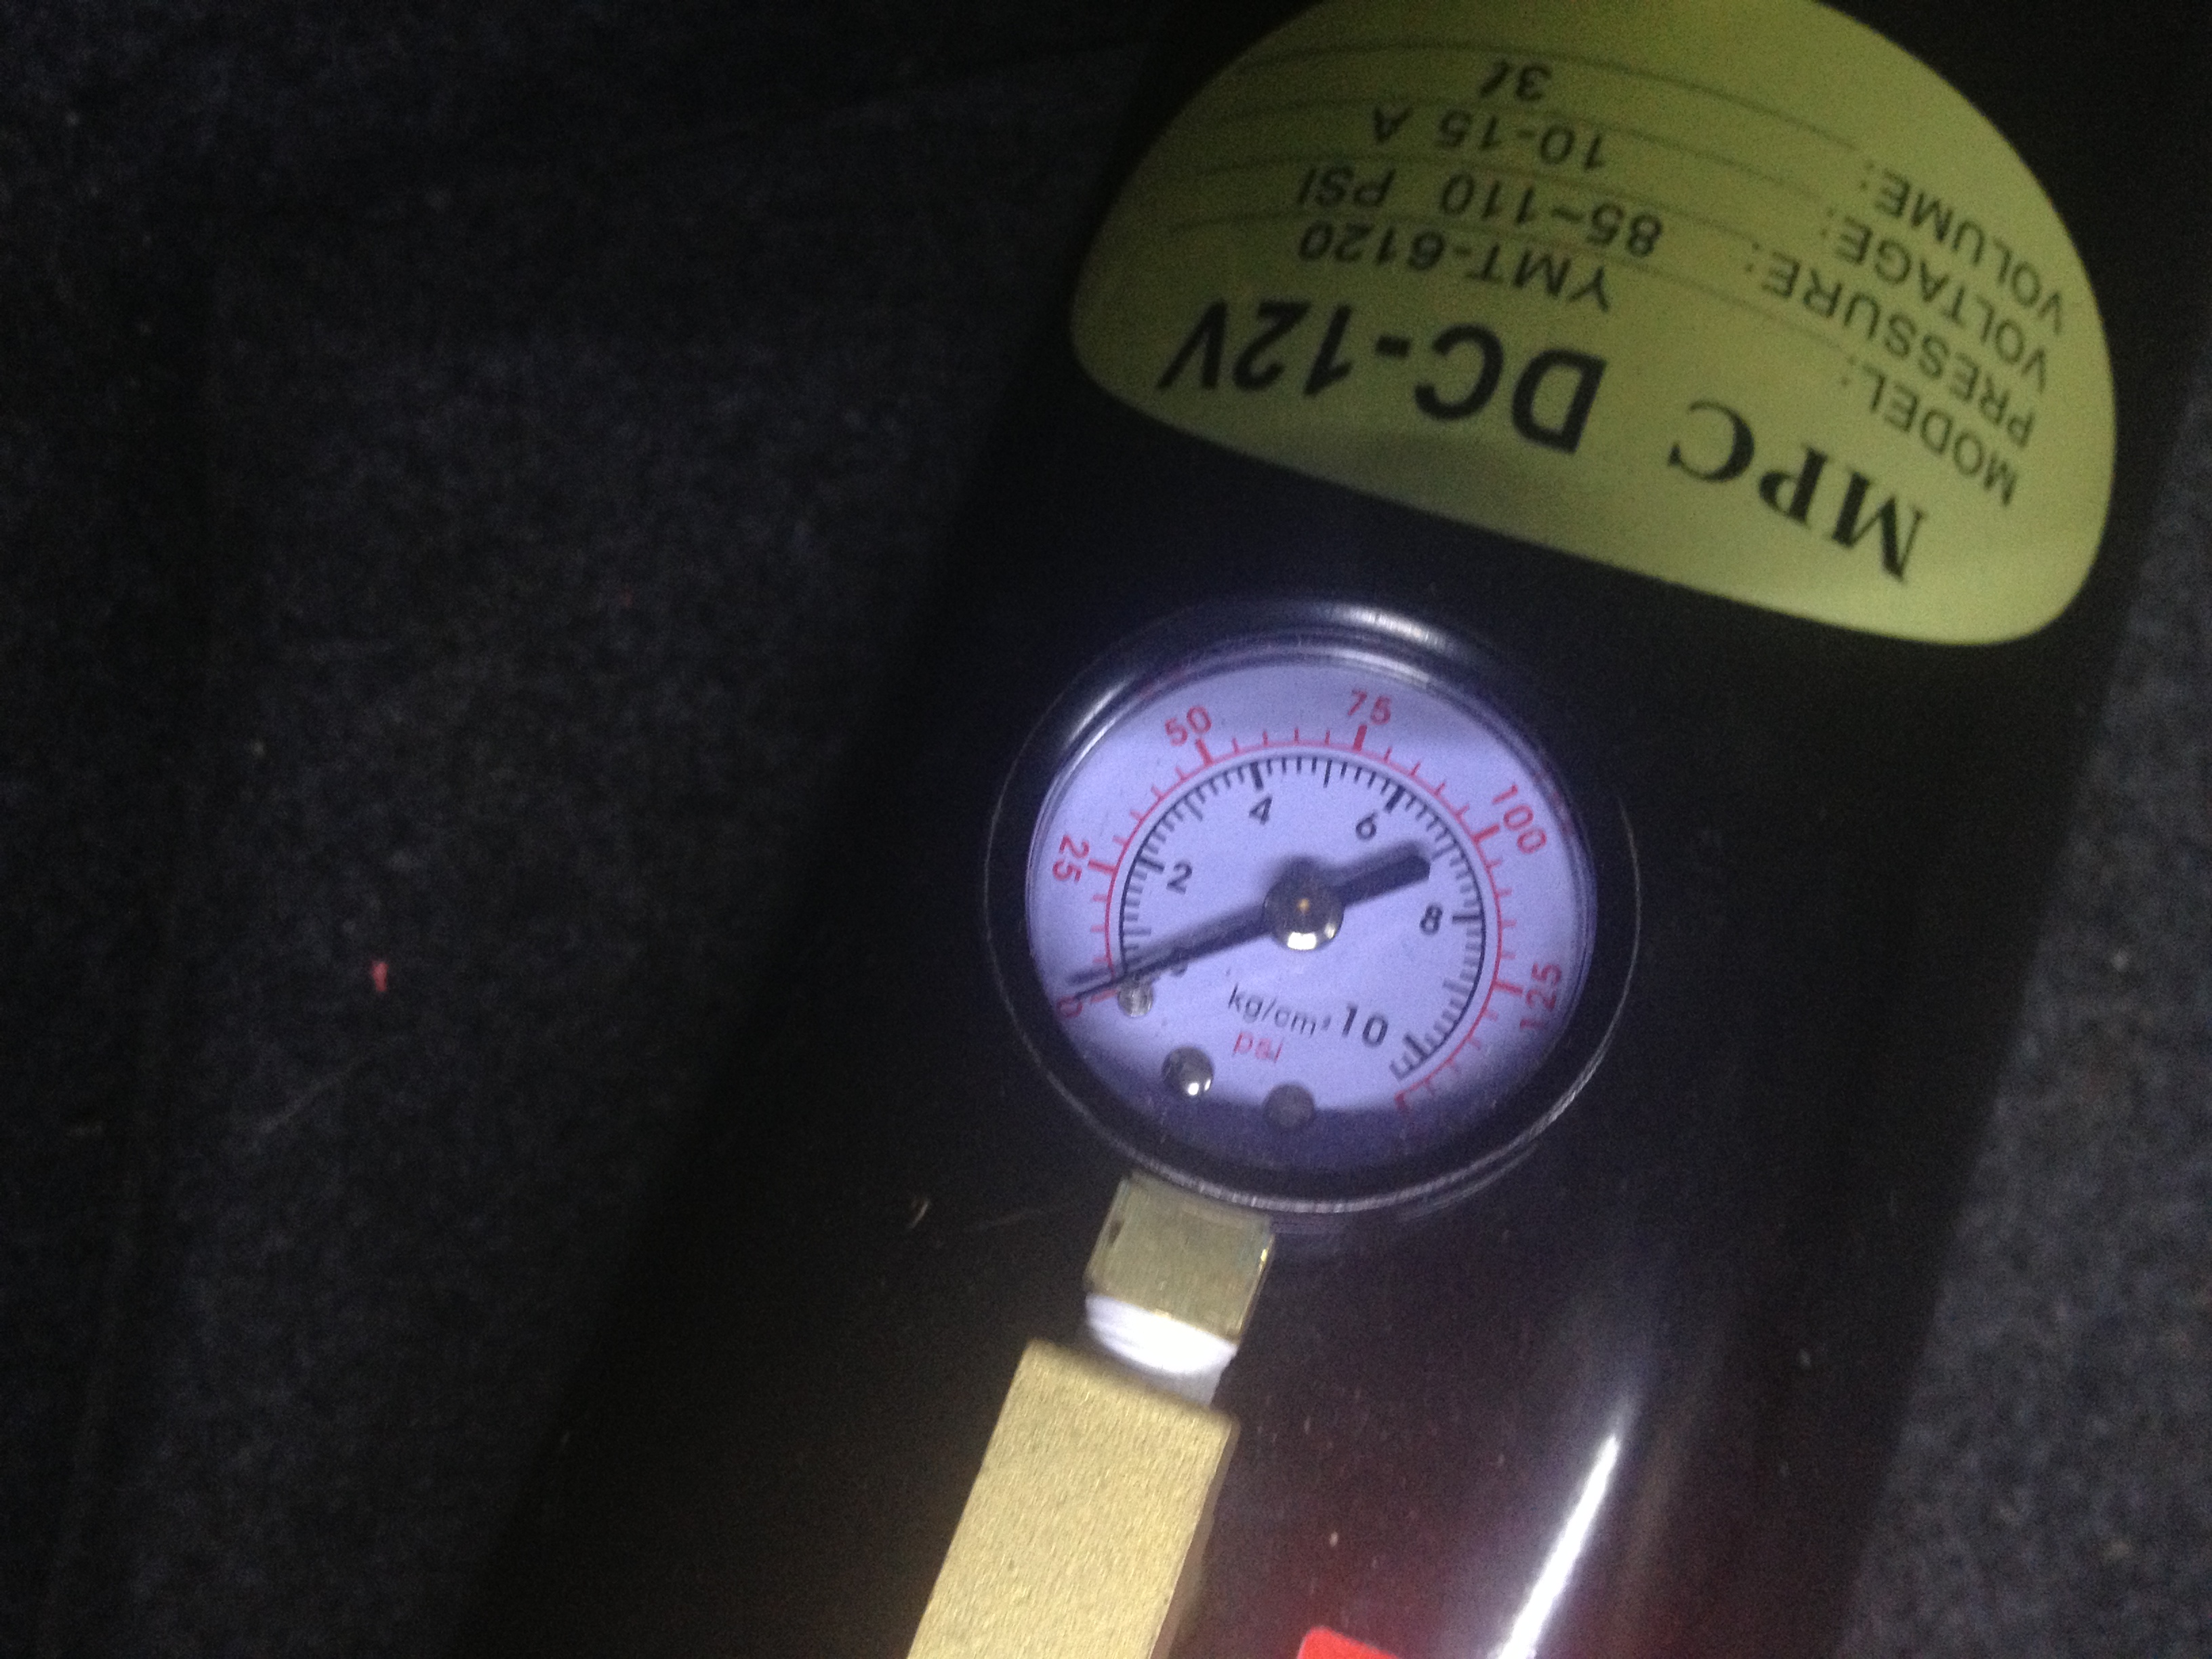 MPC DC-12V
MODEL: YMT-6120
PRESSURE: 85~110 PSI
VOLTAGE: 10-15 A
VOLUME: 3ℓ
0 25 50 75 100 125
2 4 6 8 10
kg/cm²
psi